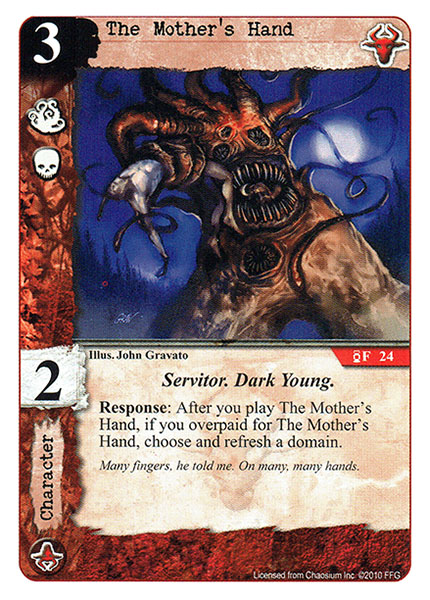 3
The Mother's Hand
Illus. John Gravato
F 24
2
Servitor. Dark Young.
Response: After you play The Mother's
Hand, if you overpaid for The Mother's
Hand, choose and refresh a domain.
Many fingers, he told me. On many, many hands.
Character
Licensed from Chaosium Inc. ©2010 FFG